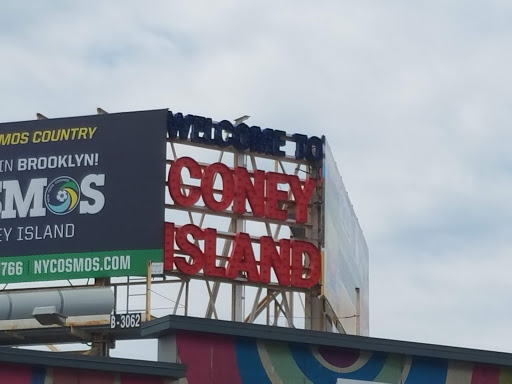 MOS COUNTRY
IN BROOKLYN!
SMOS
EY ISLAND
766 | NYCOSMOS.COM
B-3062
WELCOME TO
CONEY
ISLAND